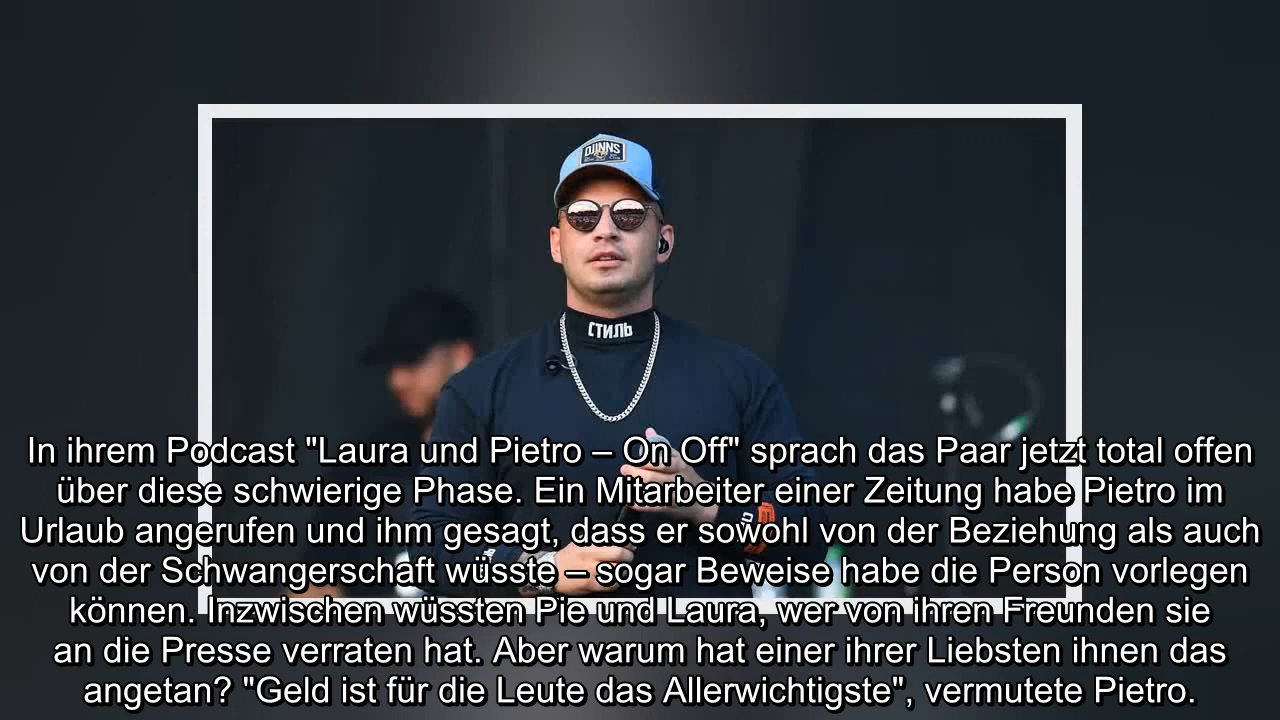 DJINNS
СТИЛЬ
In ihrem Podcast "Laura und Pietro – On Off" sprach das Paar jetzt total offen
über diese schwierige Phase. Ein Mitarbeiter einer Zeitung habe Pietro im
Urlaub angerufen und ihm gesagt, dass er sowohl von der Beziehung als auch
von der Schwangerschaft wüsste – sogar Beweise habe die Person vorlegen
können. Inzwischen wüssten Pie und Laura, wer von ihren Freunden sie
an die Presse verraten hat. Aber warum hat einer ihrer Liebsten ihnen das
angetan? "Geld ist für die Leute das Allerwichtigste", vermutete Pietro.